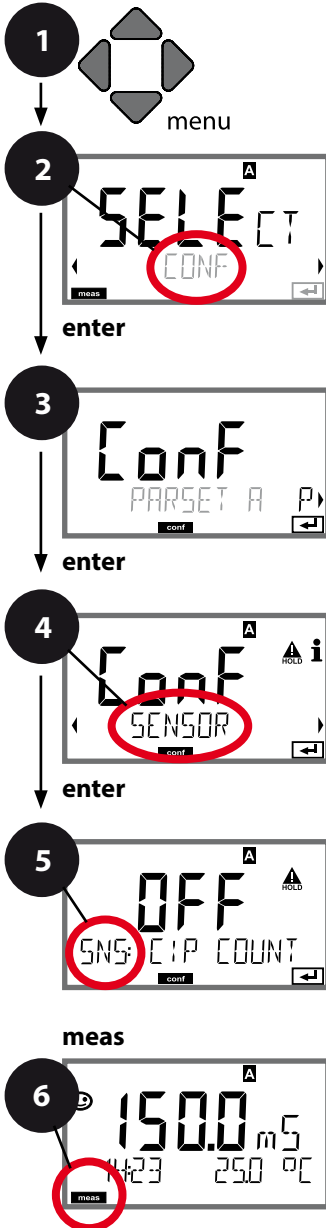 1
menu
2
A
SELECT
CONF
meas
enter
3
ConF
PARSET A P
conf
enter
4
A
ConF
HOLD i
SENSOR
conf
enter
5
A
OFF
HOLD
SNS: CIP COUNT
conf
meas
6
A
150.0 mS
14:23 25.0 °C
meas